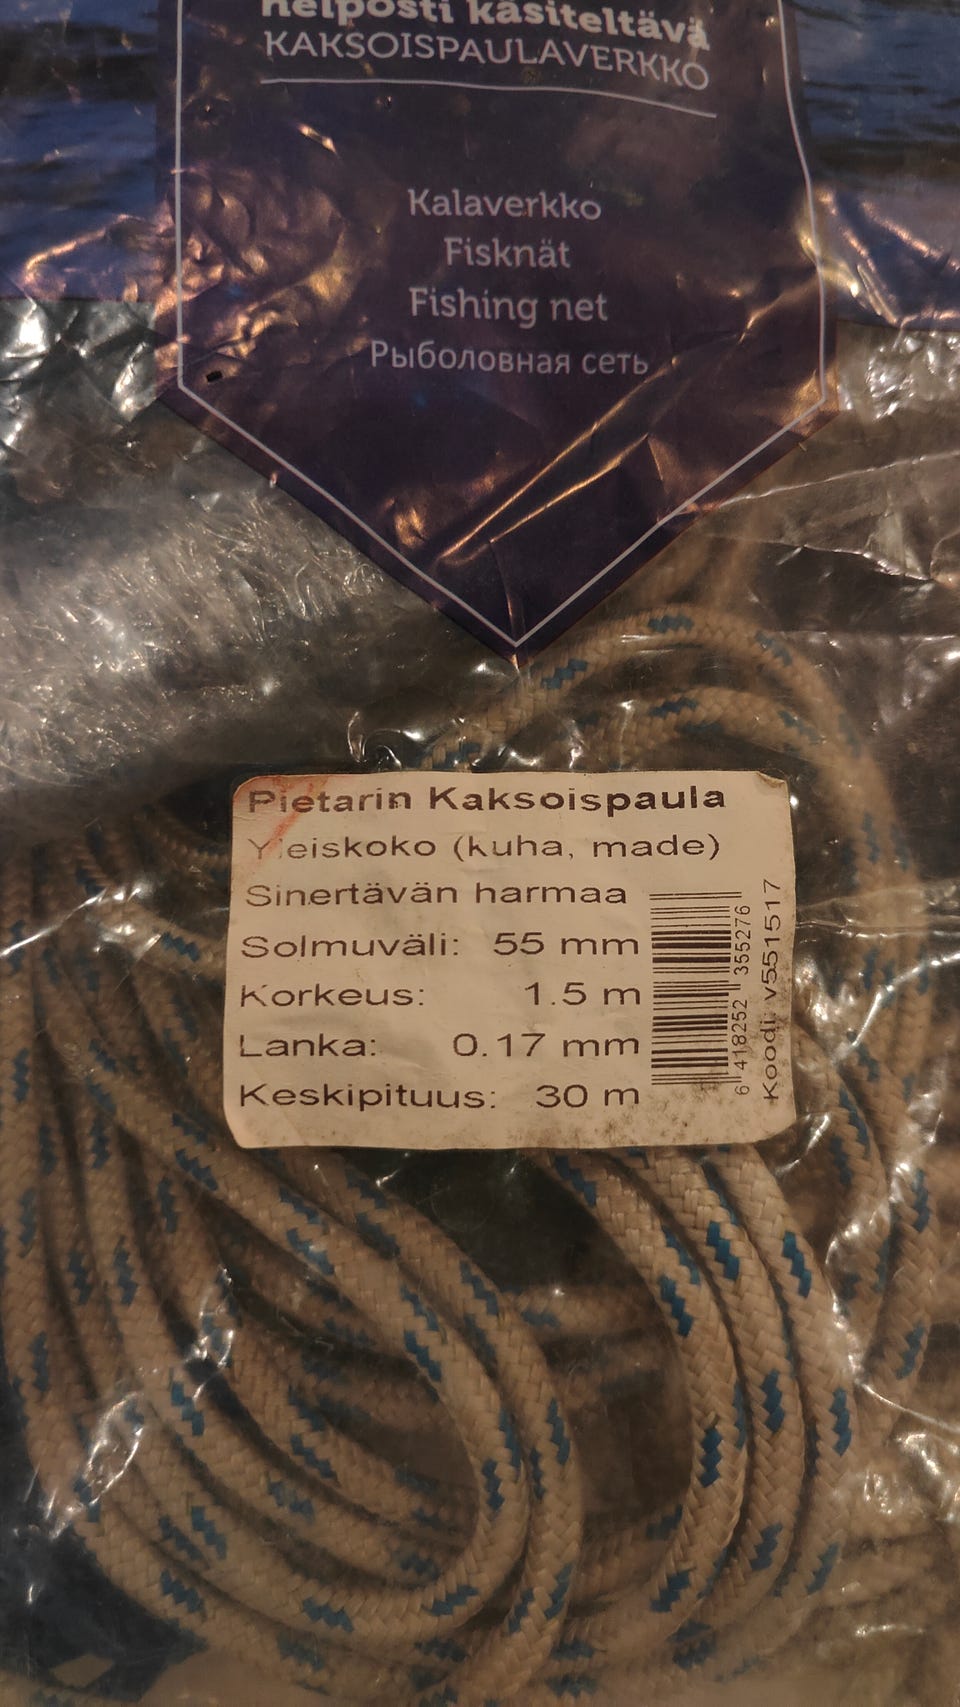 helposti käsiteltävä
KAKSOISPAULAVERKKO
Kalaverkko
Fisknät
Fishing net
Рыболовная сеть
Pietarin Kaksoispaula
Yleiskoko (kuha, made)
Sinertävän harmaa
Solmuväli: 55 mm
Korkeus: 1.5 m
Lanka: 0.17 mm
Keskipituus: 30 m
6 418252 355276
Koodi: v551517